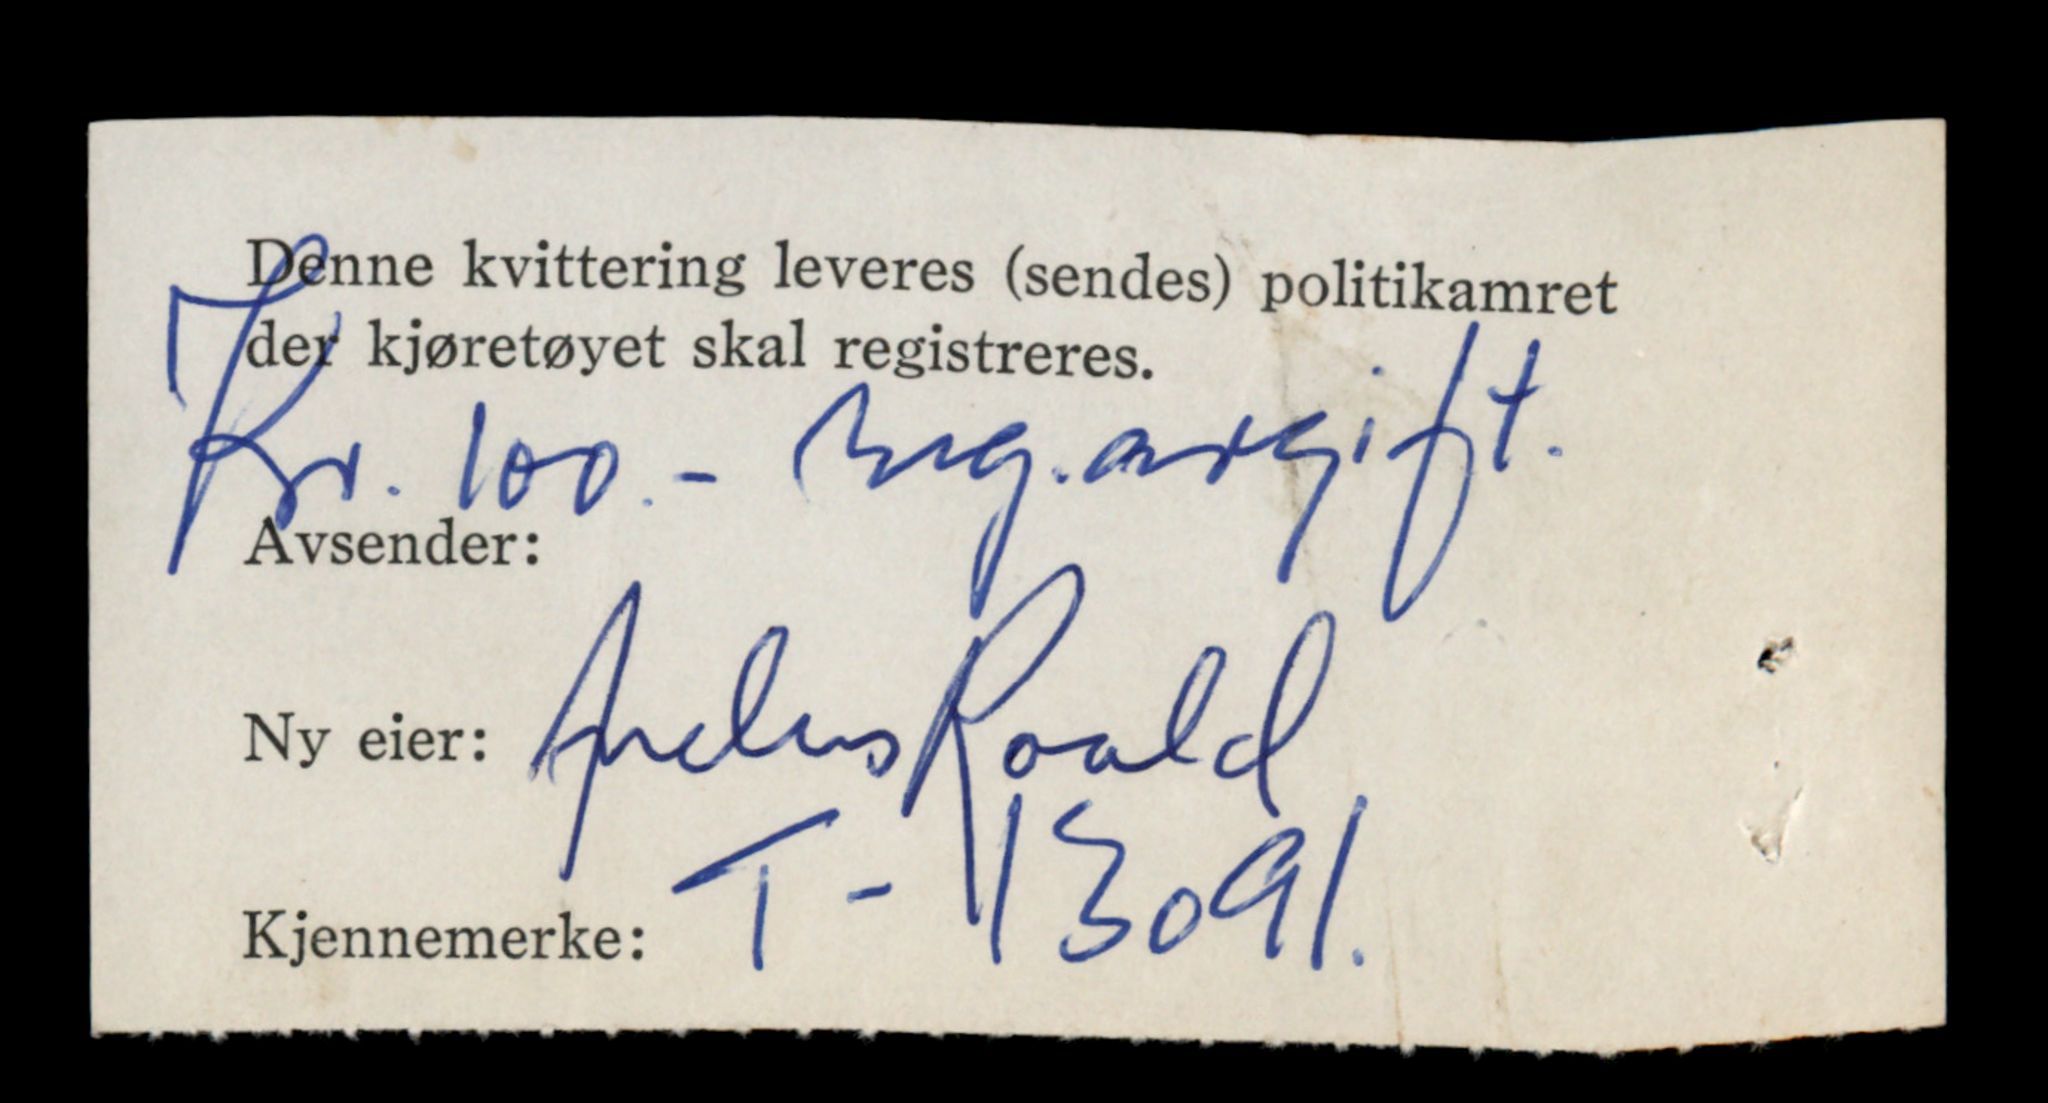 Denne kvittering leveres (sendes) politikamret
der kjøretøyet skal registreres.
Kr. 100.- reg. avgift.
Avsender:
Ny eier: Roald
Kjennemerke: T-13091.